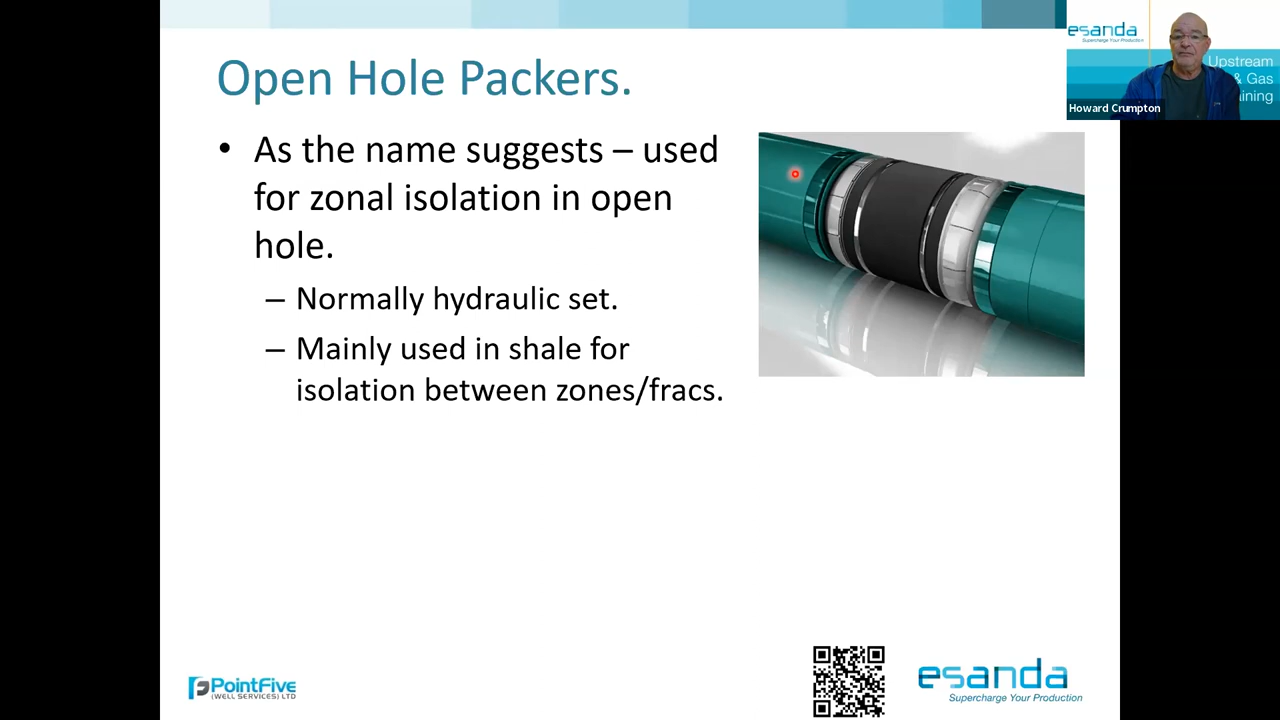 Open Hole Packers.
• As the name suggests – used
for zonal isolation in open
hole.
– Normally hydraulic set.
– Mainly used in shale for
isolation between zones/fracs.
esanda
Supercharge Your Production
Upstream
& Gas
aining
Howard Crumpton
PointFive
(WELL SERVICES) LTD
esanda
Supercharge Your Production